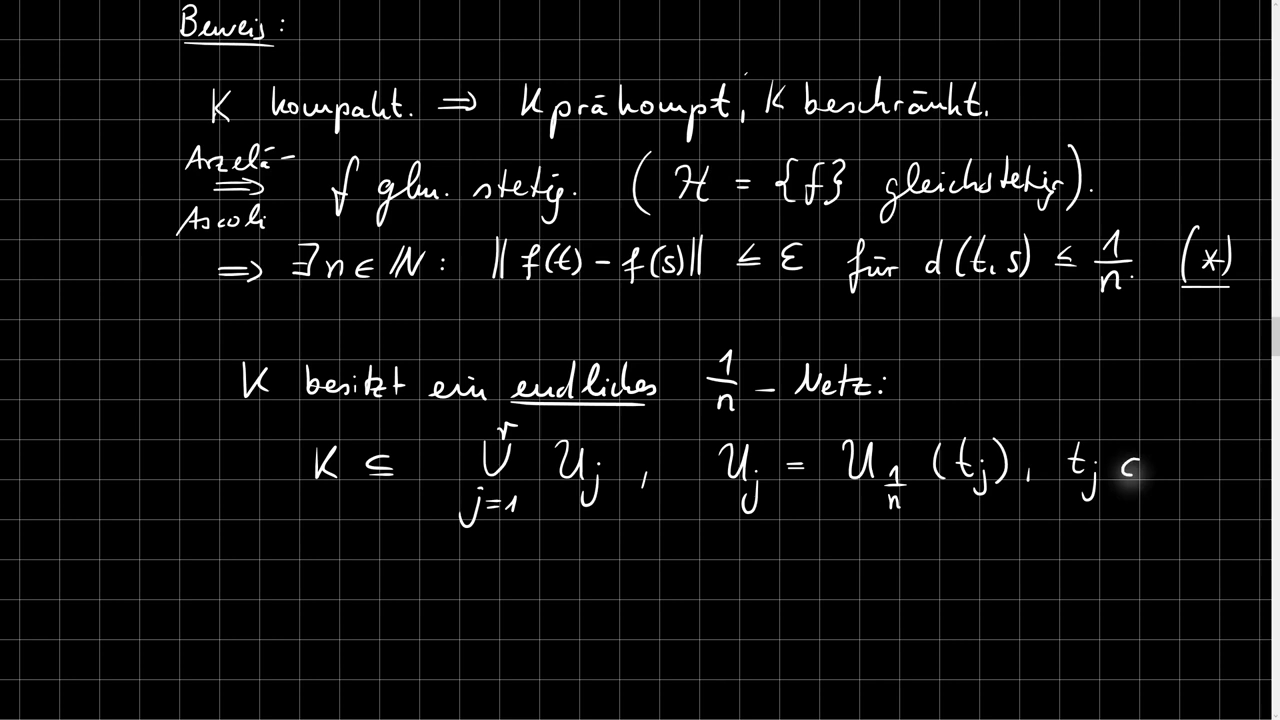 Beweis:
K kompakt. ⇒ K präkompt, K beschränkt.
Arzelà-
⇒ f glm. stetig. ( ℋ = {f} gleichstetig ).
Ascoli
⇒ ∃ n ∈ ℕ : ‖ f(t) – f(s) ‖ ≤ ε für d(t,s) ≤ 1/n. (*)
K besitzt ein endliches 1/n – Netz:
K ⊆ ⋃_{j=1}^{r} U_j , U_j = U_{1/n} (t_j), t_j